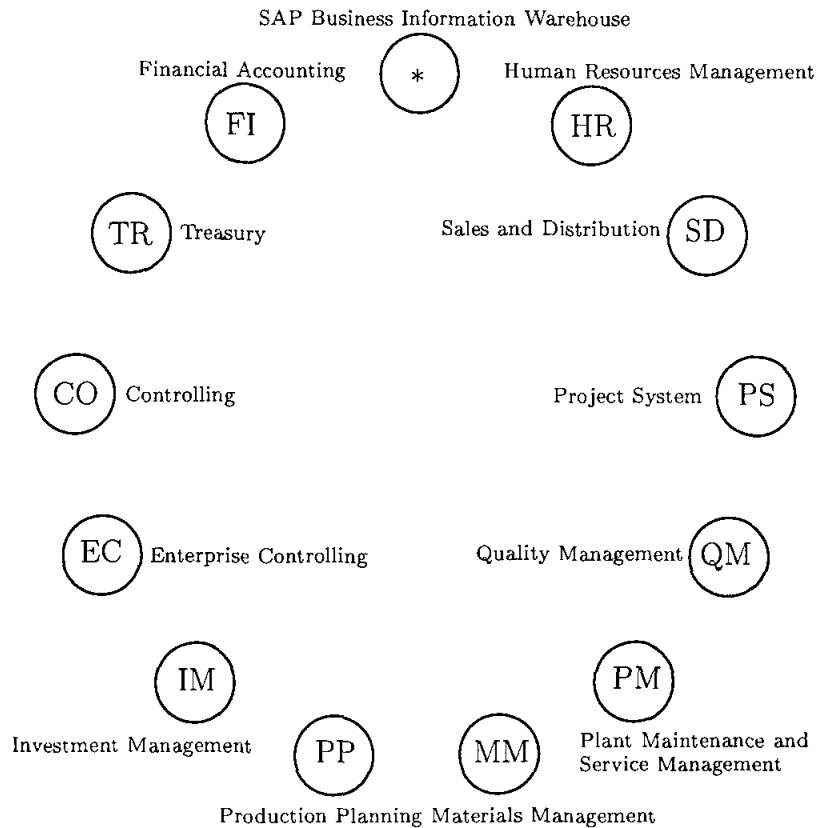 SAP Business Information Warehouse
Financial Accounting
*
Human Resources Management
FI
HR
TR Treasury
Sales and Distribution SD
CO Controlling
Project System PS
EC Enterprise Controlling
Quality Management QM
IM
PM
Investment Management
PP
MM
Plant Maintenance and
Service Management
Production Planning Materials Management